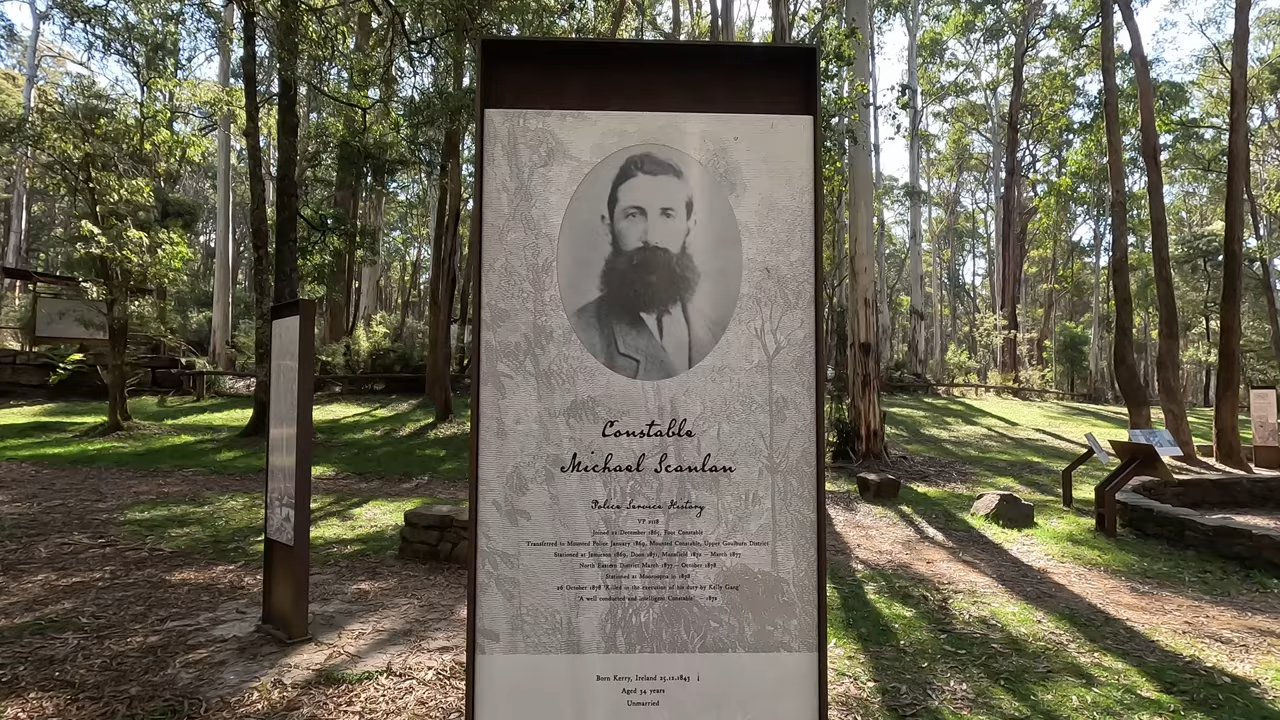 Constable
Michael Scanlan
Police Service History
VP 2118
Joined 21 December 1865, Foot Constable
Transferred to Mounted Police January 1869, Mounted Constable, Upper Goulburn District
Stationed at Jamieson 1869, Doon 1871, Mansfield 1872 – March 1877
North Eastern District March 1877 – October 1878
Stationed at Mooroopna in 1878
26 October 1878 'Killed in the execution of his duty by Kelly Gang'
'A well conducted and intelligent Constable' – 1872
Born Kerry, Ireland 25.12.1843
Aged 34 years
Unmarried